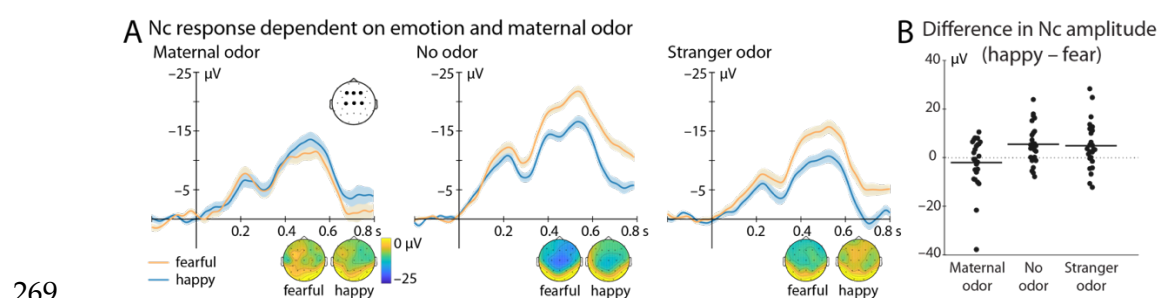 A Nc response dependent on emotion and maternal odor
Maternal odor
No odor
Stranger odor
−25 µV
−15
−5
0.2 0.4 0.6 0.8 s
−25 µV
−15
−5
0.2 0.4 0.6 0.8 s
−25 µV
−15
−5
0.2 0.4 0.6 0.8 s
fearful
happy
fearful happy
0 µV
−25
fearful happy
fearful happy
B Difference in Nc amplitude
(happy – fear)
µV
40
20
0
−20
−40
Maternal odor
No odor
Stranger odor
269